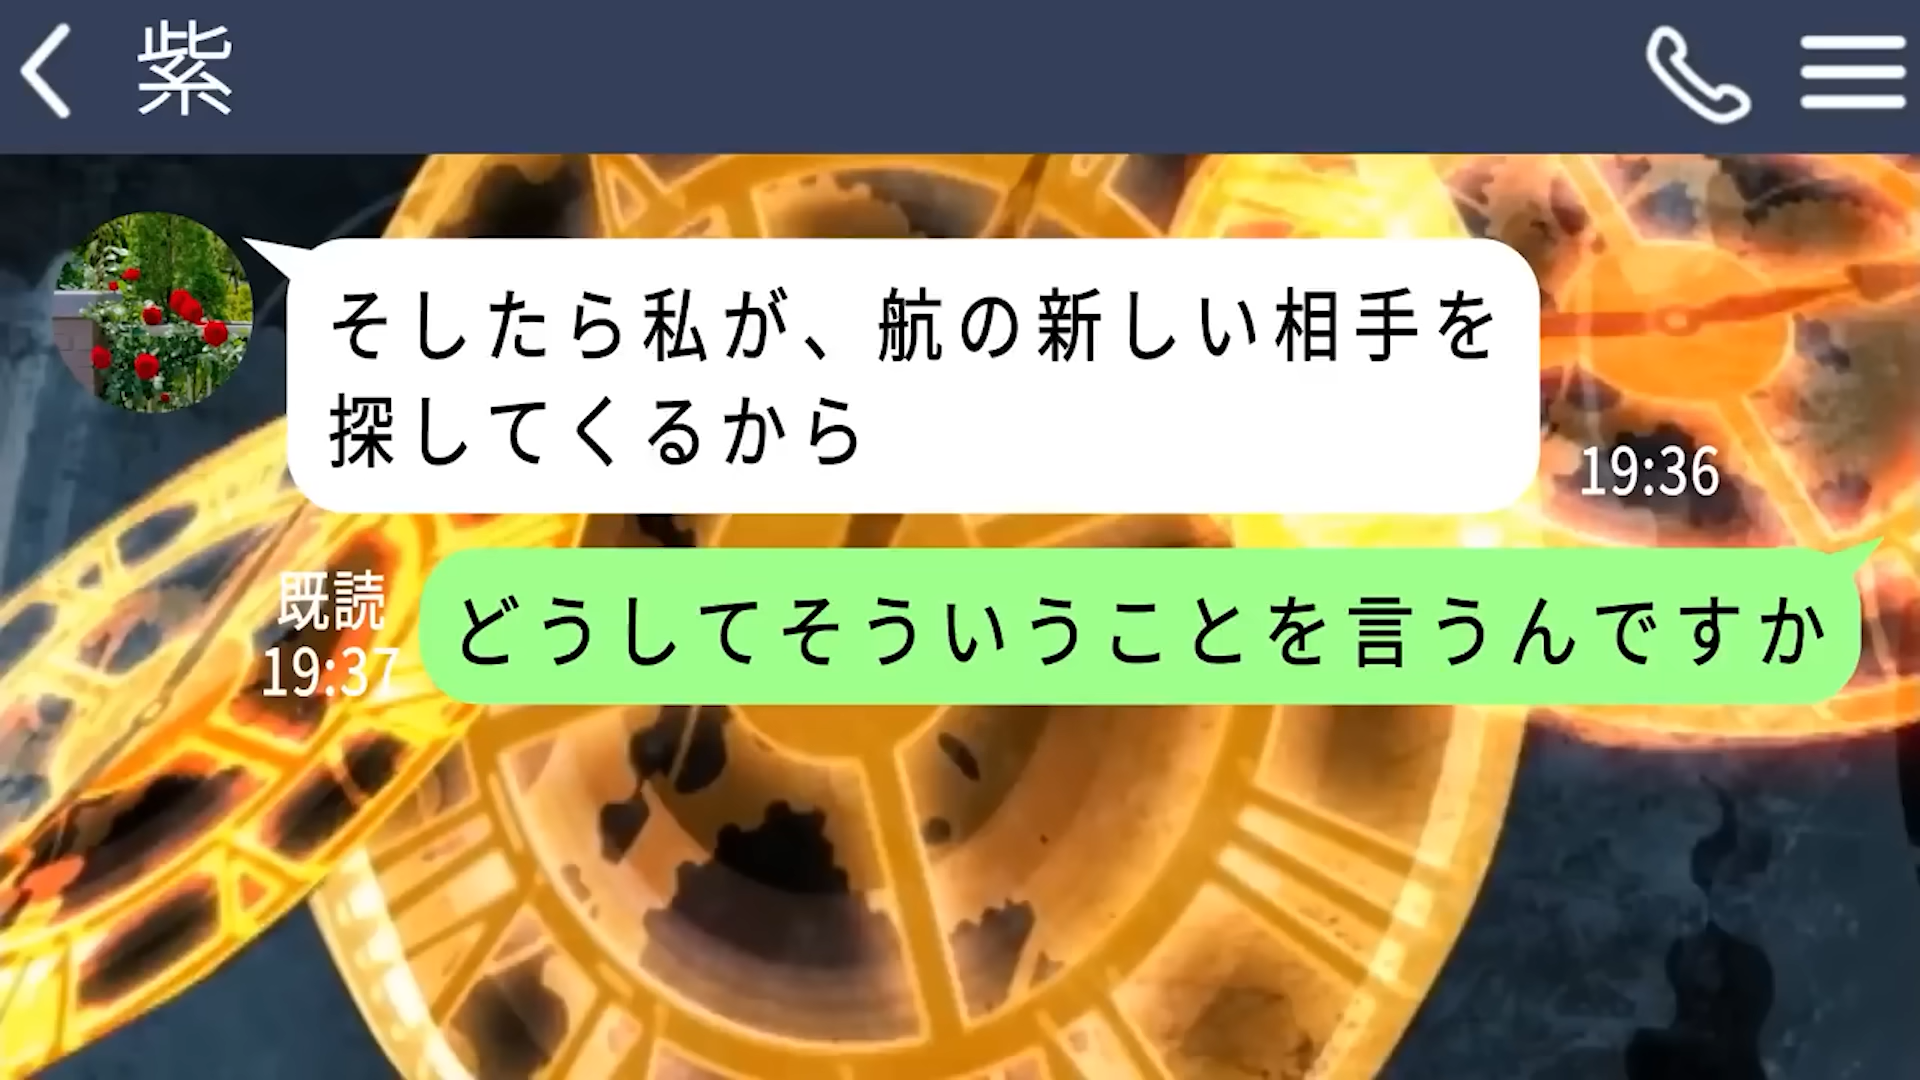 紫
そしたら私が、航の新しい相手を
探してくるから
19:36
既読
19:37
どうしてそういうことを言うんですか